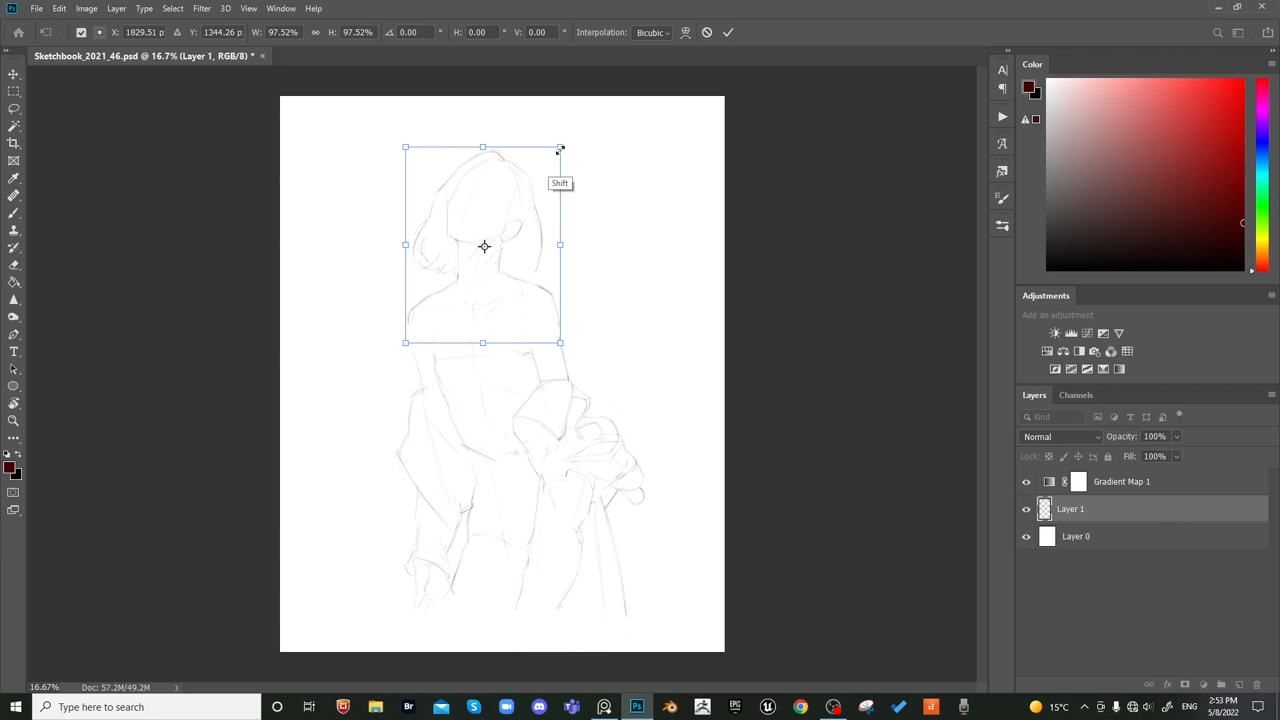 Ps File Edit Image Layer Type Select Filter 3D View Window Help
X: 1829.51 p: Δ Y: 1344.26 p: W: 97.52% H: 97.52% 0.00 ° H: 0.00 ° V: 0.00 ° Interpolation: Bicubic
Sketchbook_2021_46.psd @ 16.7% (Layer 1, RGB/8) * ×
Color
Shift
Adjustments
Add an adjustment
Layers Channels
Kind
Normal Opacity: 100%
Lock: Fill: 100%
Gradient Map 1
Layer 1
Layer 0
16.67% Doc: 57.2M/49.2M
Type here to search
Br
Ps
EPIC
15°C
ENG
2:53 PM
5/8/2022